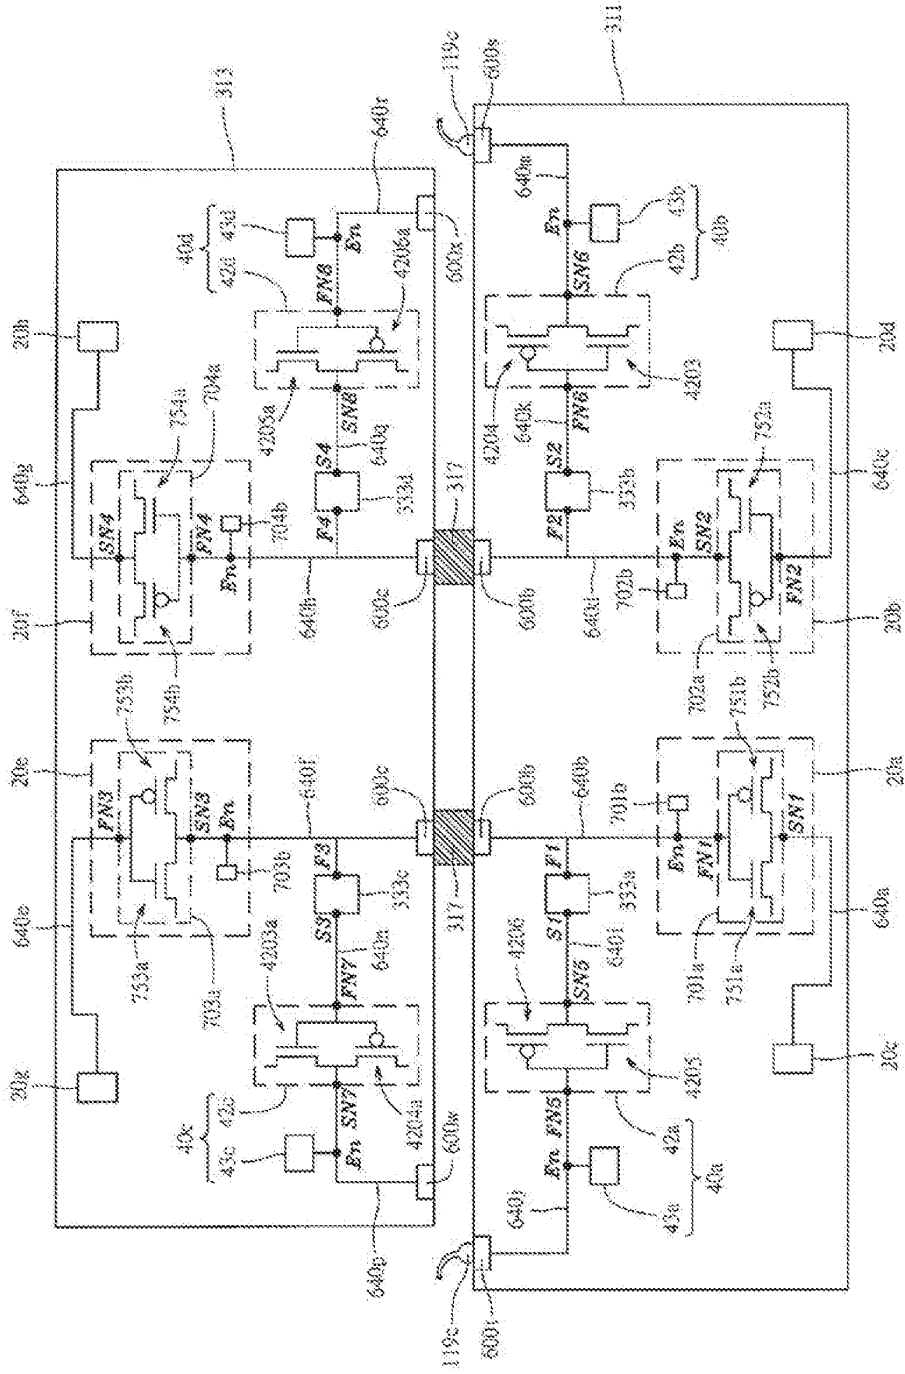 20g
640e
20e
20f
640g
20h
FN3
SN4
753a
753b
754b
754a
40c
703a
SN3
FN4
704a
40d
43c
42c
En
En
42d
43d
313
4203a
703b
704b
4205a
640f
640h
S3
F3
F4
S4
FN7
FN8
En
SN7
SN8
En
640p
640n
640q
640r
600c
600c
4204a
333c
333d
4206a
600w
600x
119c
317
317
119c
600t
600b
600b
600s
4206
4204
640j
640i
640k
640m
En
FN5
SN5
S1
F1
F2
S2
FN6
SN6
En
640b
640d
333a
333b
701b
702b
311
43a
42a
4205
4203
42b
43b
En
En
40a
40b
701a
FN1
SN2
702a
751a
751b
752b
752a
SN1
FN2
20c
640a
20a
20b
640c
20d